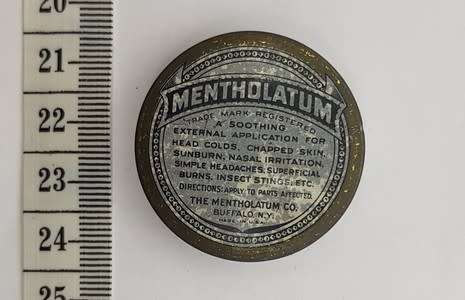 20
21
22
23
24
25
MENTHOLATUM
TRADE MARK REGISTERED
A SOOTHING
EXTERNAL APPLICATION FOR
HEAD COLDS, CHAPPED SKIN,
SUNBURN, NASAL IRRITATION,
SIMPLE HEADACHES, SUPERFICIAL
BURNS, INSECT STINGS, ETC.
DIRECTIONS: APPLY TO PARTS AFFECTED.
THE MENTHOLATUM CO.
BUFFALO, N.Y.
MADE IN U.S.A.